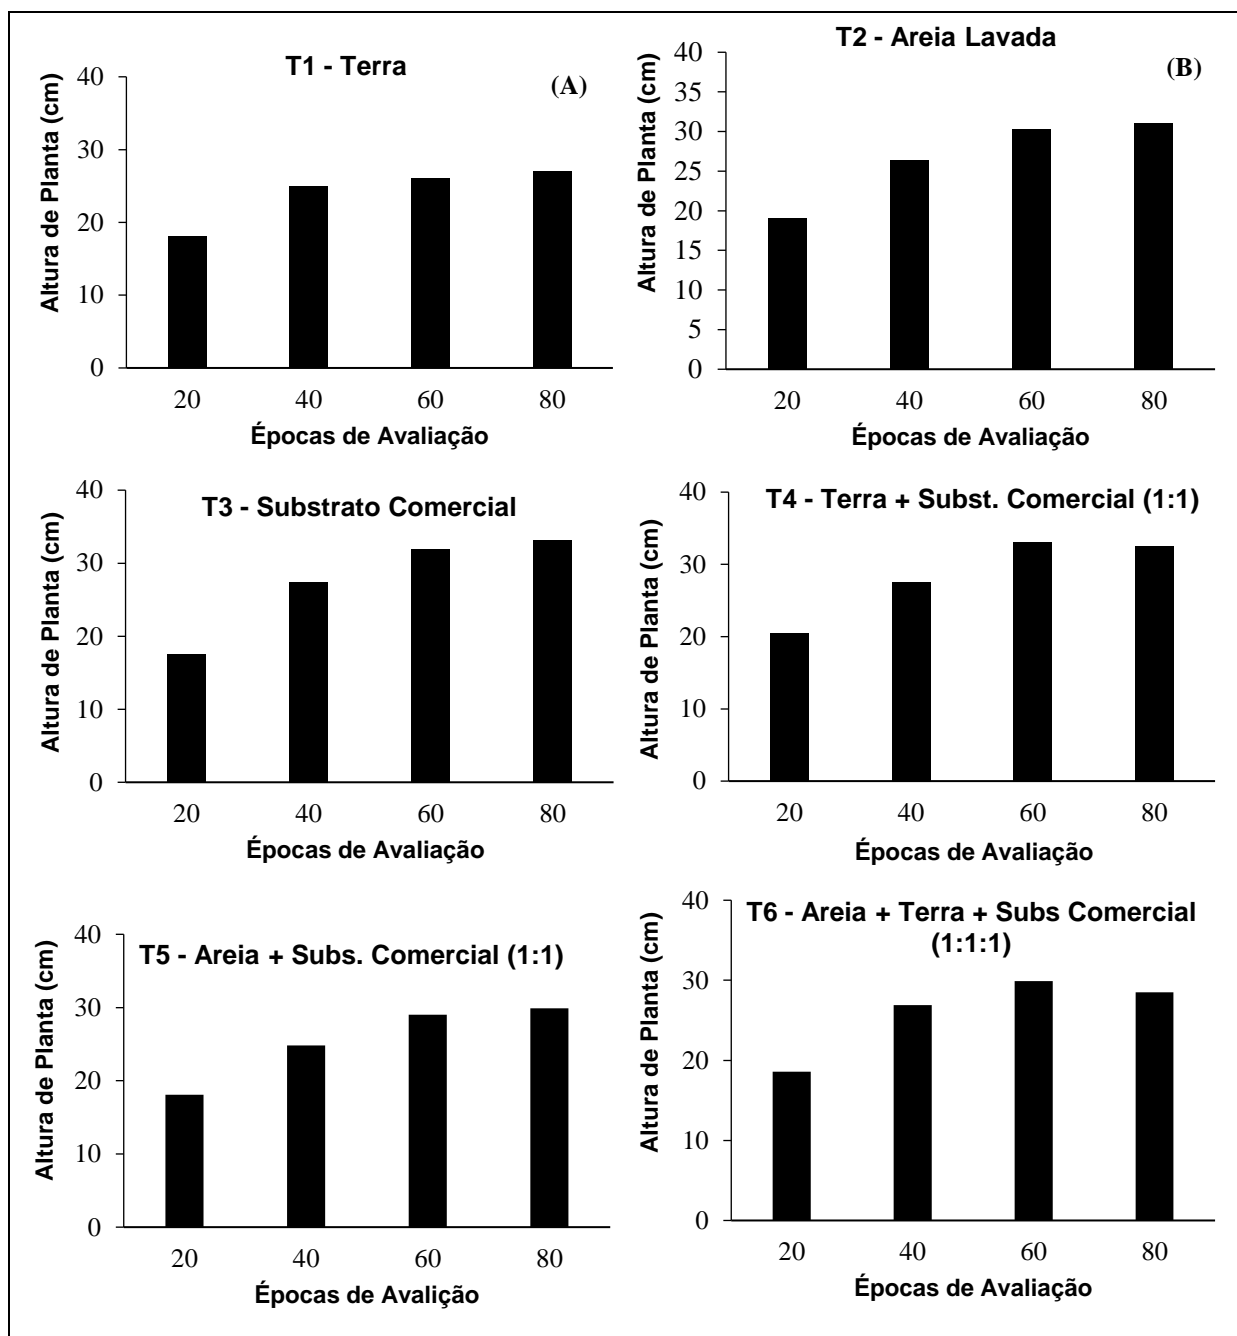 T1 - Terra
(A)
Altura de Planta (cm)
40
30
20
10
0
20 40 60 80
Épocas de Avaliação
T2 - Areia Lavada
(B)
Altura de Planta (cm)
40
35
30
25
20
15
10
5
0
20 40 60 80
Épocas de Avaliação
T3 - Substrato Comercial
Altura de Planta (cm)
40
30
20
10
0
20 40 60 80
Épocas de Avaliação
T4 - Terra + Subst. Comercial (1:1)
Altura de Planta (cm)
40
30
20
10
0
20 40 60 80
Épocas de Avaliação
T5 - Areia + Subs. Comercial (1:1)
Altura de Planta (cm)
40
30
20
10
0
20 40 60 80
Épocas de Avalição
T6 - Areia + Terra + Subs Comercial
(1:1:1)
Altura de Planta (cm)
40
30
20
10
0
20 40 60 80
Épocas de Avaliação